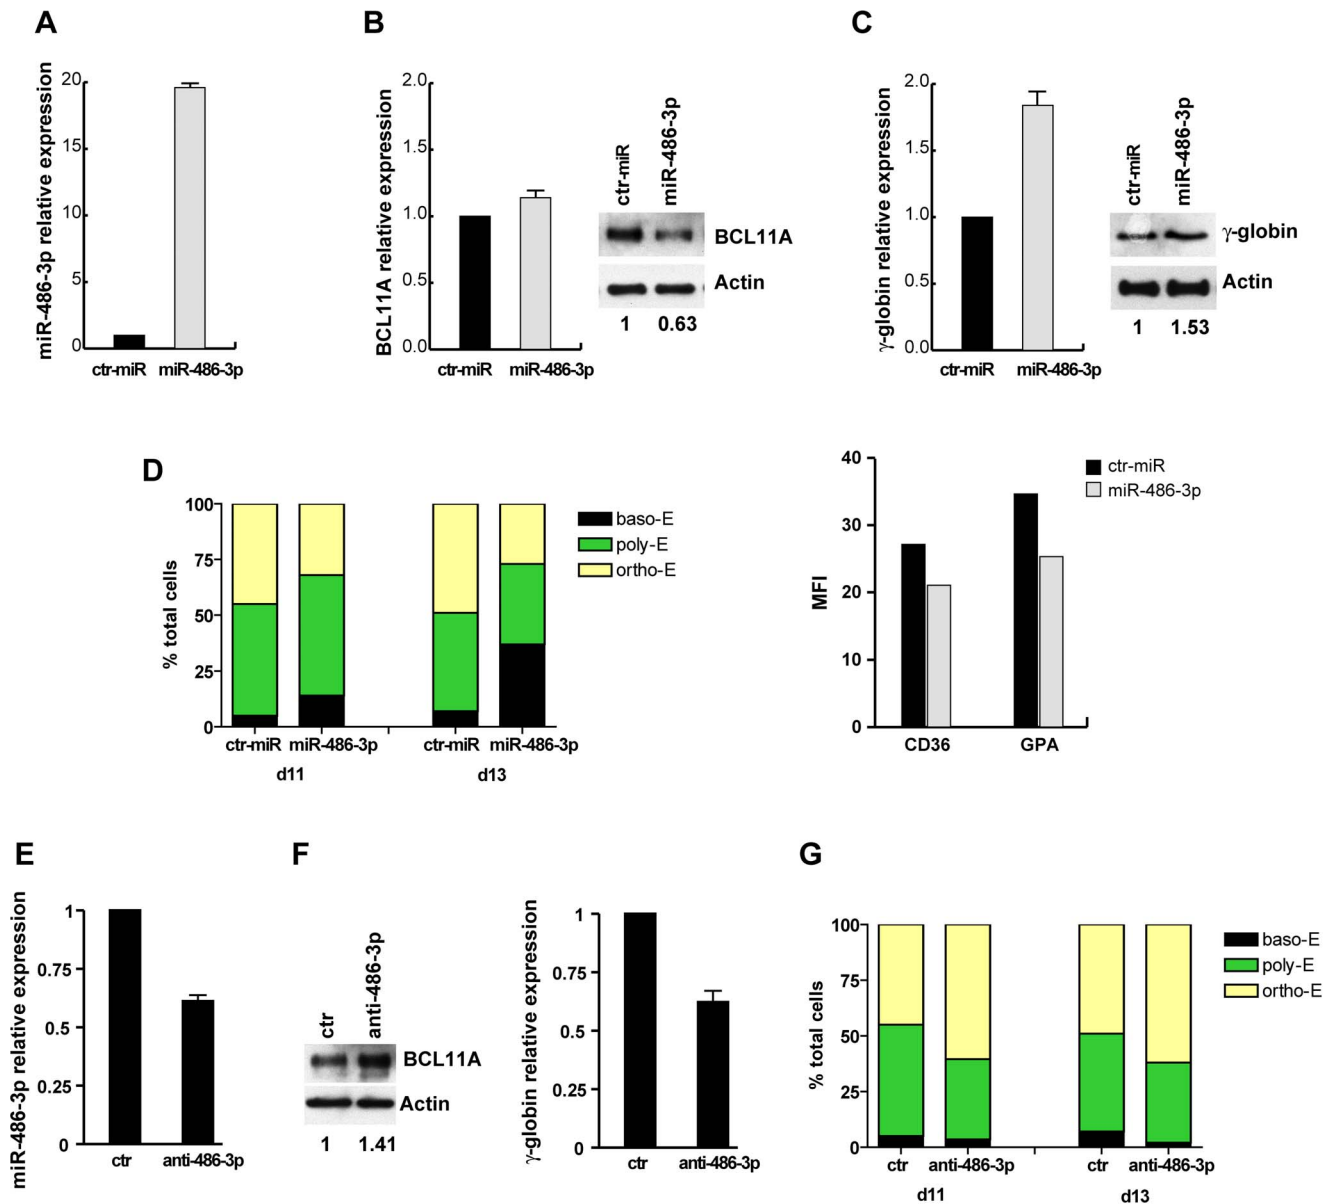 A
miR-486-3p relative expression
20
15
10
5
0
ctr-miR miR-486-3p
B
BCL11A relative expression
2.0
1.5
1.0
0.5
0.0
ctr-miR miR-486-3p
ctr-miR
miR-486-3p
BCL11A
Actin
1 0.63
C
γ-globin relative expression
2.0
1.5
1.0
0.5
0.0
ctr-miR miR-486-3p
ctr-miR
miR-486-3p
γ-globin
Actin
1 1.53
D
% total cells
100
75
50
25
0
ctr-miR miR-486-3p ctr-miR miR-486-3p
d11 d13
baso-E
poly-E
ortho-E
MFI
40
30
20
10
0
CD36 GPA
ctr-miR
miR-486-3p
E
miR-486-3p relative expression
1
0.75
0.5
0.25
0
ctr anti-486-3p
F
ctr
anti-486-3p
BCL11A
Actin
1 1.41
γ-globin relative expression
1
0.75
0.5
0.25
0
ctr anti-486-3p
G
% total cells
100
75
50
25
0
ctr anti-486-3p ctr anti-486-3p
d11 d13
baso-E
poly-E
ortho-E